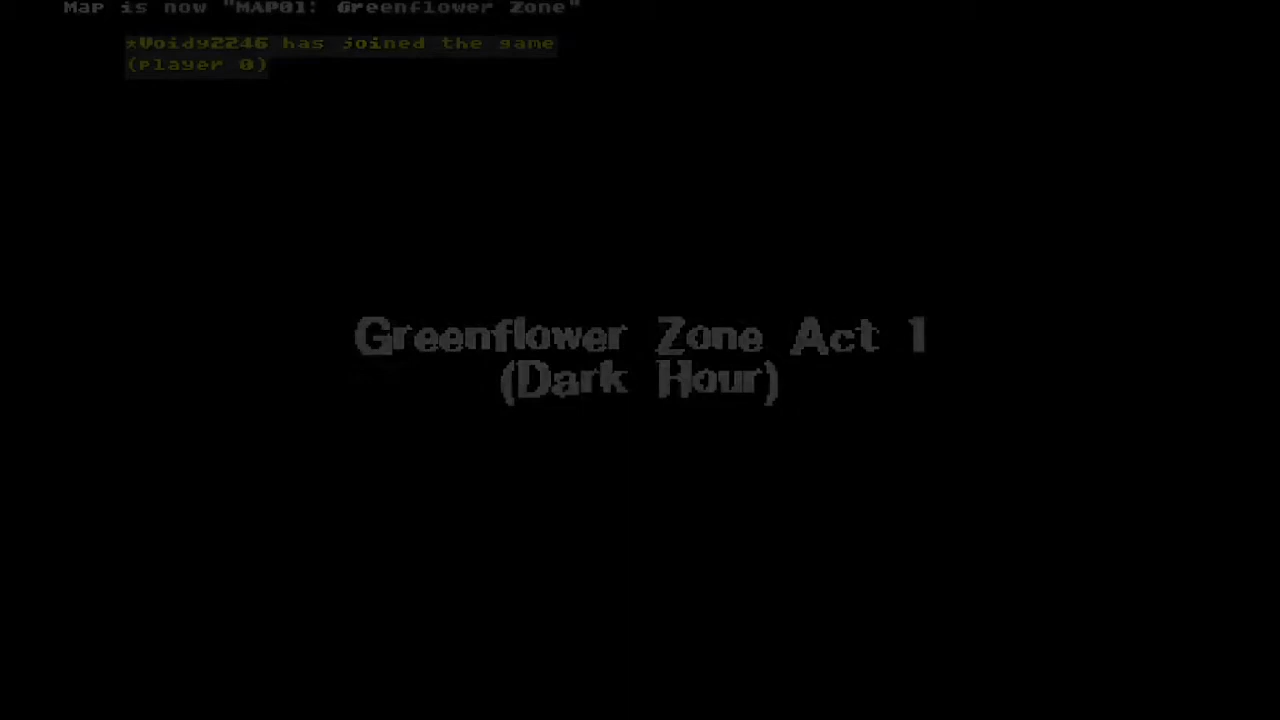 Map is now "MAP01: Greenflower Zone"
*Voidy2246 has joined the game
(Player 0)
Greenflower Zone Act 1
(Dark Hour)